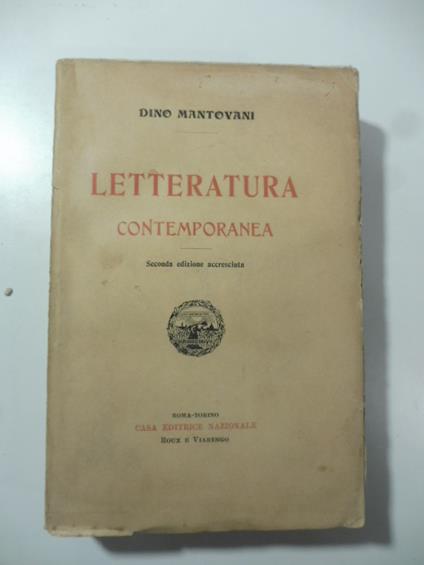 DINO MANTOVANI
LETTERATURA
CONTEMPORANEA
Seconda edizione accresciuta
ROMA-TORINO
CASA EDITRICE NAZIONALE
ROUX E VIARENGO